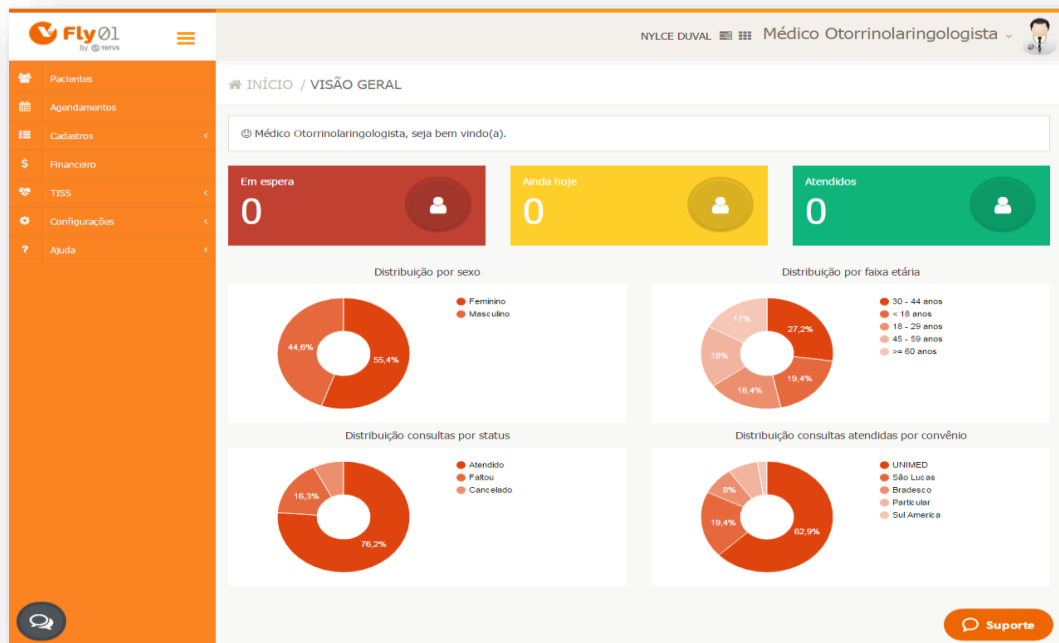 Fly01
by TOTVS
NYLCE DUVAL
Médico Otorrinolaringologista
Pacientes
Agendamentos
Cadastros
Financeiro
TISS
Configurações
Ajuda
INÍCIO / VISÃO GERAL
Médico Otorrinolaringologista, seja bem vindo(a).
Em espera
0
Ainda hoje
0
Atendidos
0
Distribuição por sexo
44,6%
55,4%
Feminino
Masculino
Distribuição por faixa etária
17%
27,2%
18%
19,4%
18,4%
30 - 44 anos
< 18 anos
18 - 29 anos
45 - 59 anos
>= 60 anos
Distribuição consultas por status
16,3%
76,2%
Atendido
Faltou
Cancelado
Distribuição consultas atendidas por convênio
8%
19,4%
62,9%
UNIMED
São Lucas
Bradesco
Particular
Sul America
Suporte